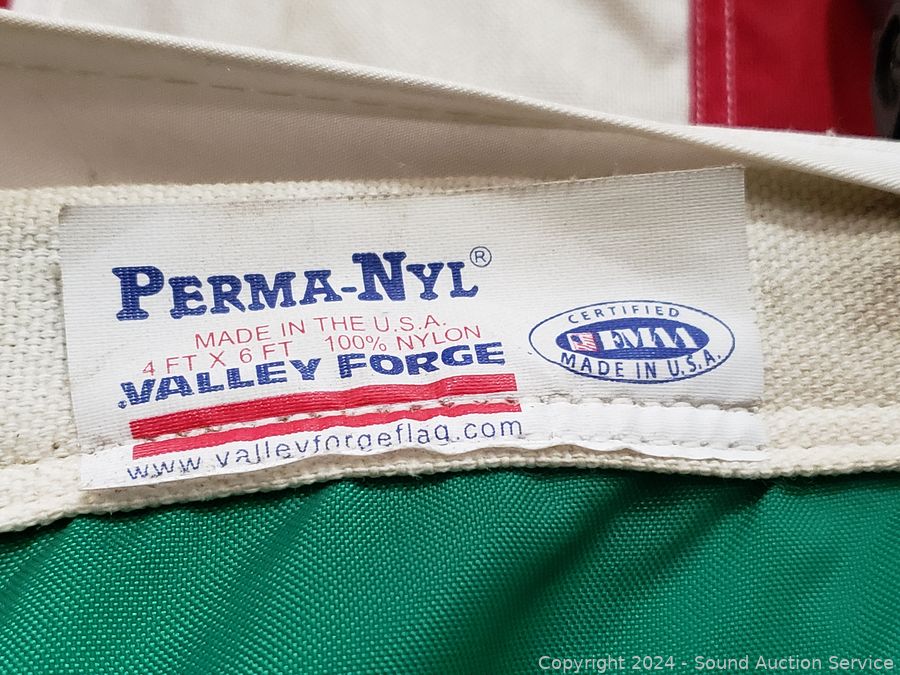 PERMA-NYL®
MADE IN THE U.S.A.
4 FT X 6 FT 100% NYLON
VALLEY FORGE
www.valleyforgeflag.com
CERTIFIED
FMAA
MADE IN U.S.A.
Copyright 2024 - Sound Auction Service